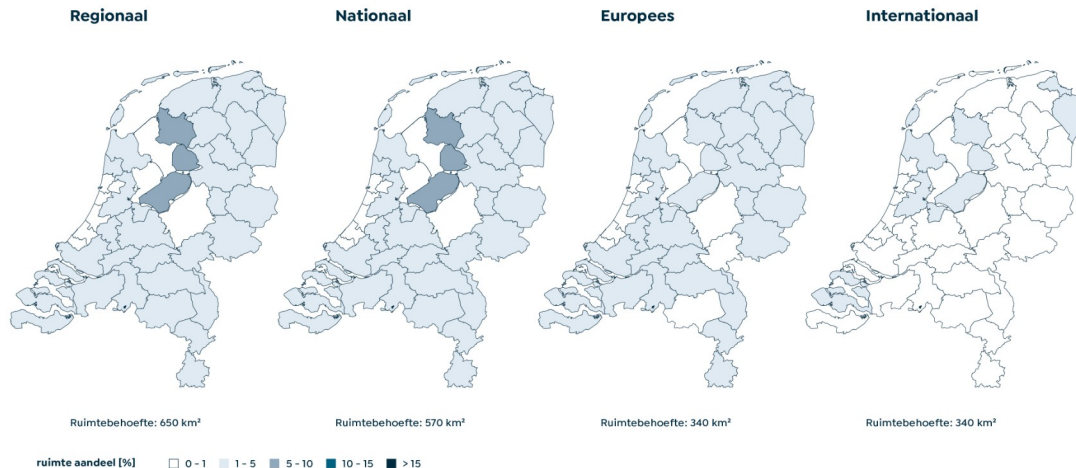 Regionaal
Nationaal
Europees
Internationaal
Ruimtebehoefte: 650 km²
Ruimtebehoefte: 570 km²
Ruimtebehoefte: 340 km²
Ruimtebehoefte: 340 km²
ruimte aandeel [%] 0 - 1 1 - 5 5 - 10 10 - 15 > 15